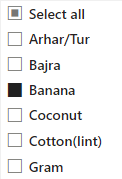 Select all
Arhar/Tur
Bajra
Banana
Coconut
Cotton(lint)
Gram